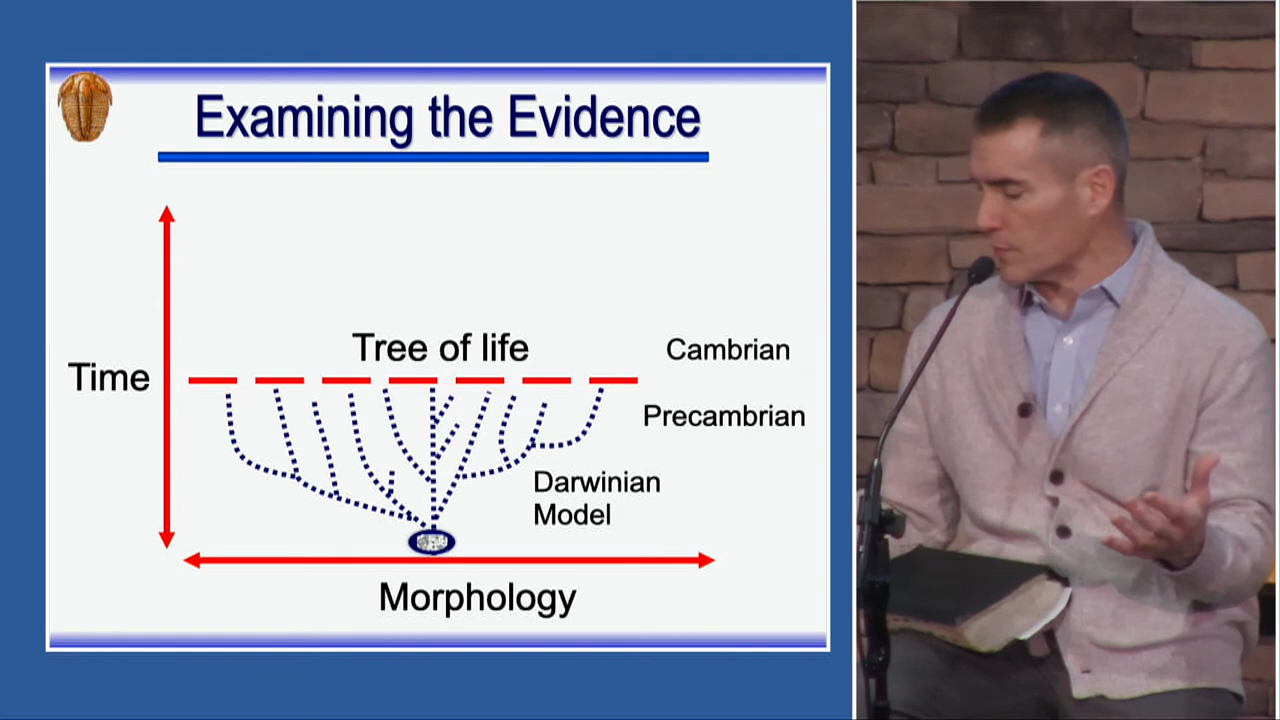 Examining the Evidence
Tree of life
Cambrian
Time
Precambrian
Darwinian
Model
Morphology